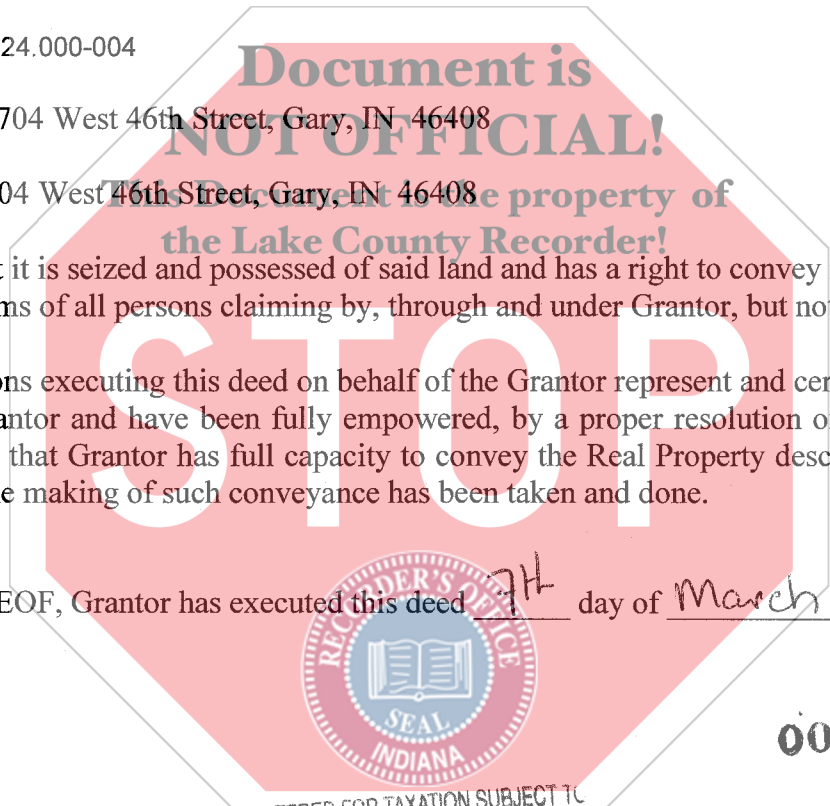 24.000-004
Document is
704 West 46th Street, Gary, IN 46408
NOT OFFICIAL!
04 West 46th Street, Gary, IN 46408
This Document is the property of
the Lake County Recorder!
it is seized and possessed of said land and has a right to convey
ms of all persons claiming by, through and under Grantor, but not
STOP
ons executing this deed on behalf of the Grantor represent and cer
antor and have been fully empowered, by a proper resolution o
that Grantor has full capacity to convey the Real Property desc
e making of such conveyance has been taken and done.
EOF, Grantor has executed this deed 7th day of March
RECORDER'S OFFICE
SEAL
INDIANA
00
FOR TAXATION SUBJECT